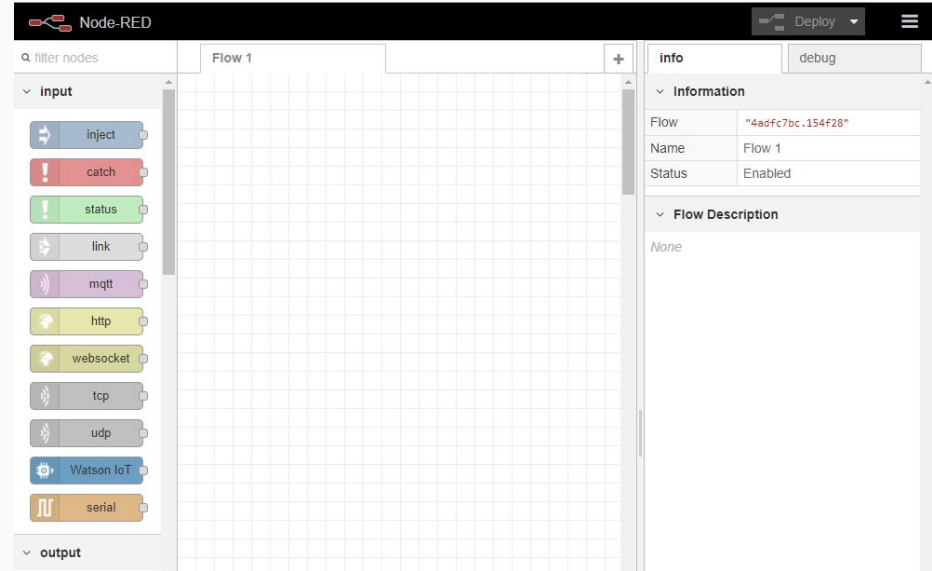 Node-RED
Deploy
filter nodes
Flow 1
+
info
debug
input
inject
catch
status
link
mqtt
http
websocket
tcp
udp
Watson IoT
serial
output
Information
Flow "4adfc7bc.154f28"
Name Flow 1
Status Enabled
Flow Description
None